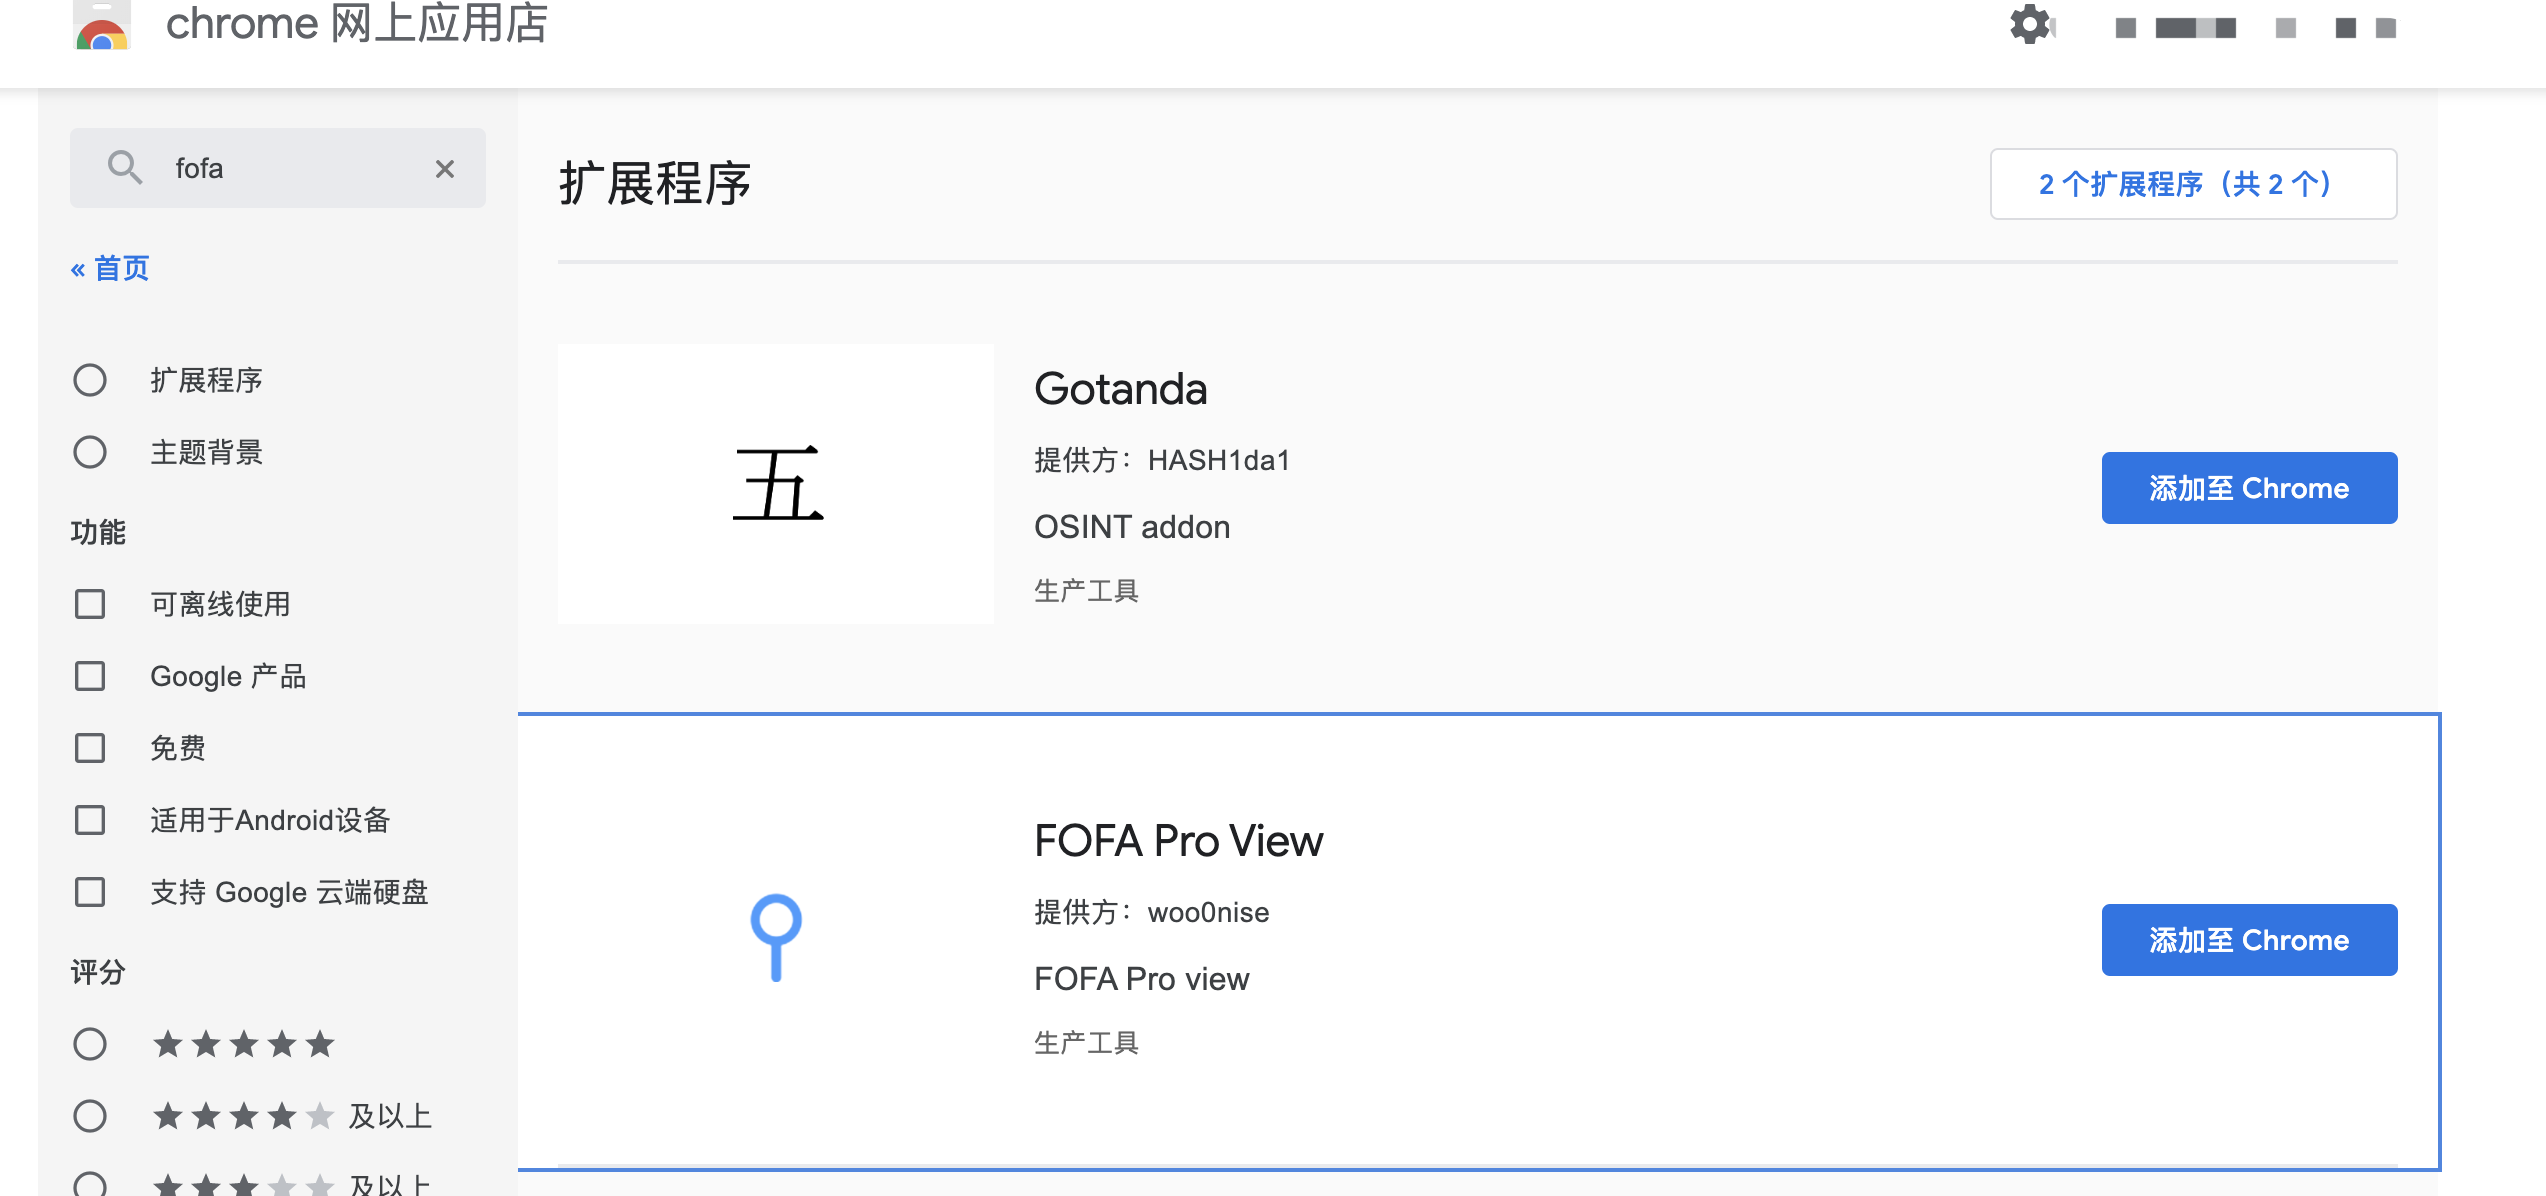 chrome 网上应用店
fofa
« 首页
扩展程序
主题背景
功能
可离线使用
Google 产品
免费
适用于Android设备
支持 Google 云端硬盘
评分
及以上
及以上
扩展程序
2 个扩展程序（共 2 个）
五
Gotanda
提供方：HASH1da1
OSINT addon
生产工具
添加至 Chrome
FOFA Pro View
提供方：woo0nise
FOFA Pro view
生产工具
添加至 Chrome